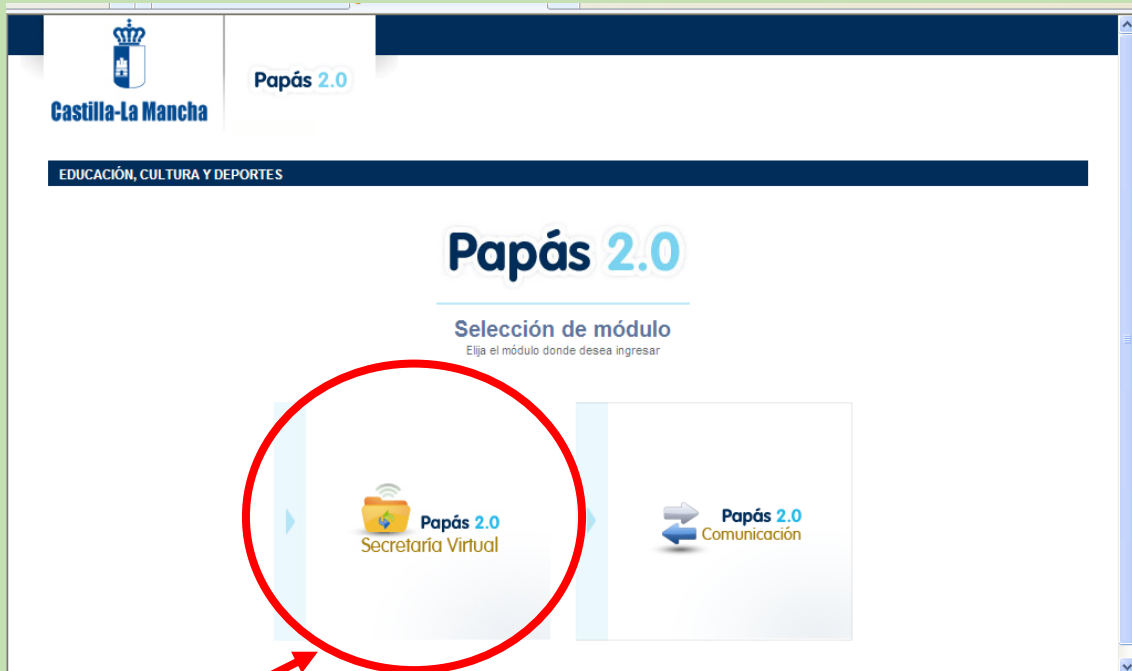 Castilla-La Mancha
Papás 2.0
EDUCACIÓN, CULTURA Y DEPORTES
Papás 2.0
Selección de módulo
Elija el módulo donde desea ingresar
Papás 2.0
Secretaría Virtual
Papás 2.0
Comunicación